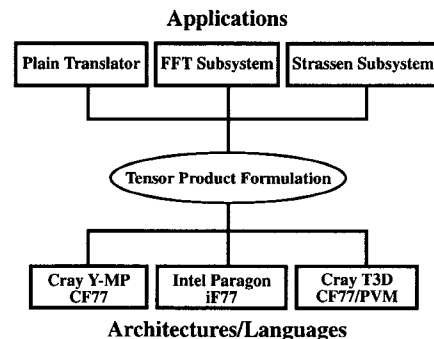 Applications
Plain Translator
FFT Subsystem
Strassen Subsystem
Tensor Product Formulation
Cray Y-MP
CF77
Intel Paragon
iF77
Cray T3D
CF77/PVM
Architectures/Languages